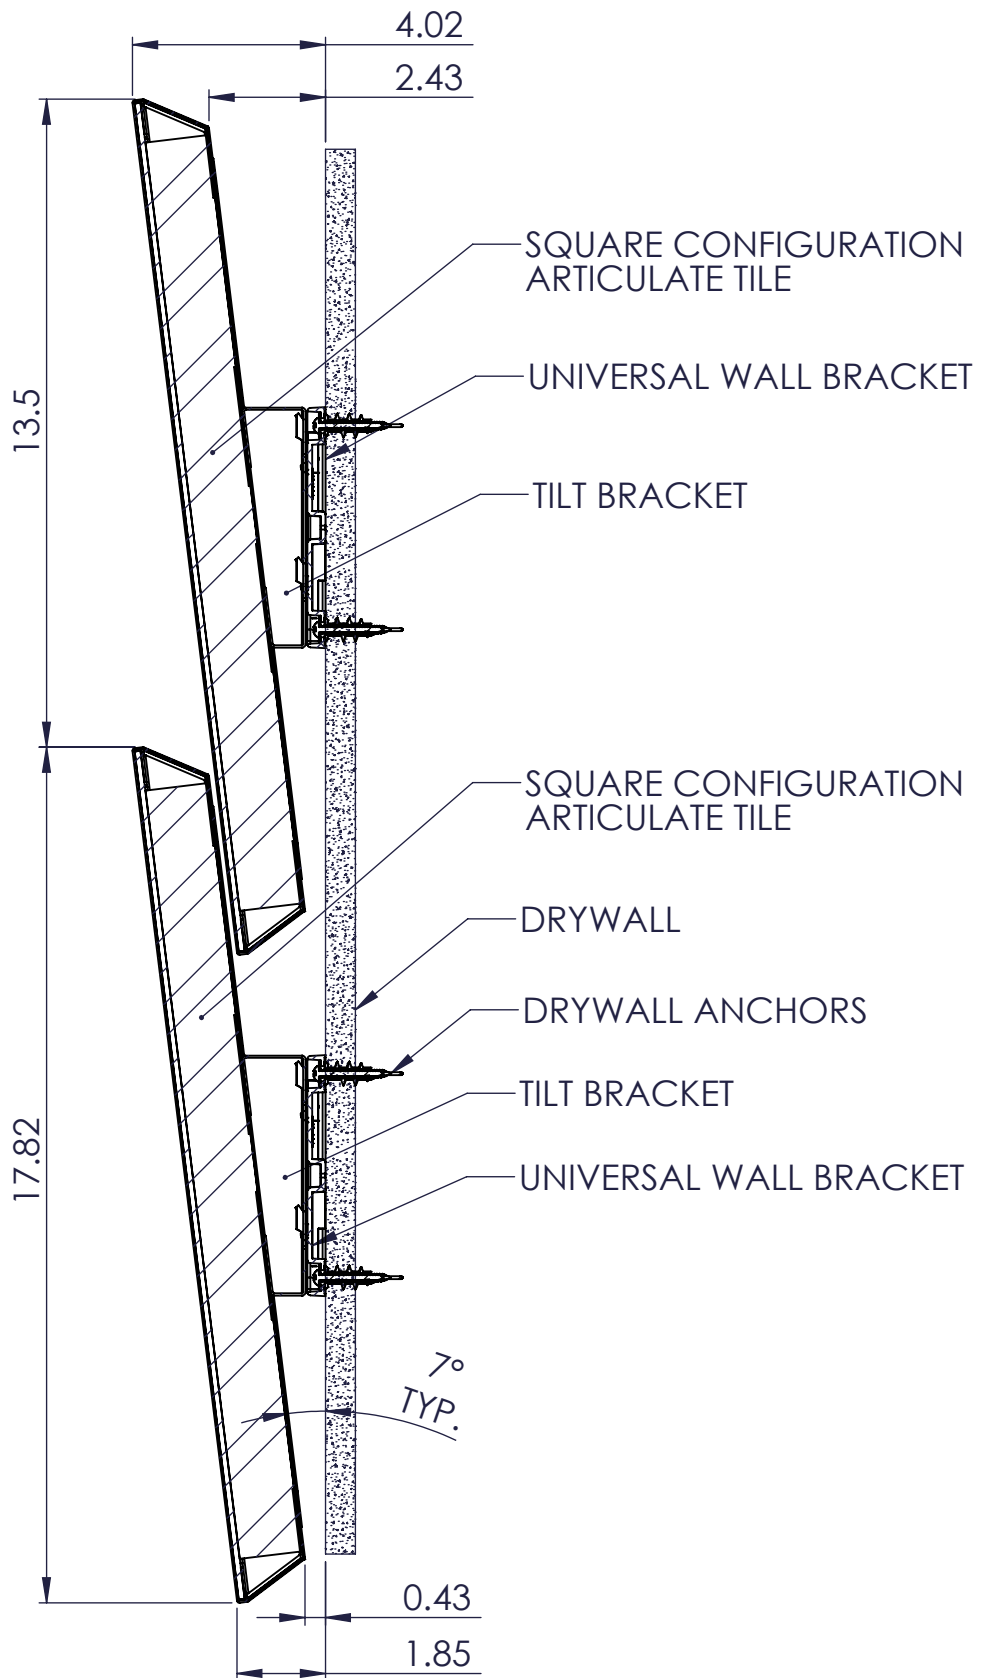 4.02
2.43
SQUARE CONFIGURATION
ARTICULATE TILE
UNIVERSAL WALL BRACKET
13.5
TILT BRACKET
SQUARE CONFIGURATION
ARTICULATE TILE
DRYWALL
DRYWALL ANCHORS
TILT BRACKET
17.82
UNIVERSAL WALL BRACKET
7°
TYP.
0.43
1.85